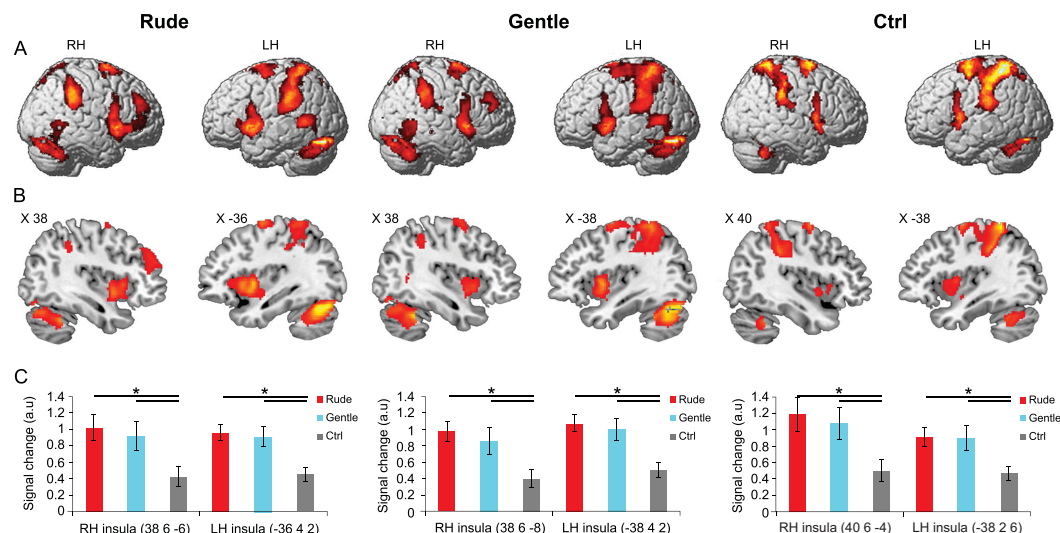 Rude Gentle Ctrl
A
RH LH RH LH RH LH
B
X 38 X -36 X 38 X -38 X 40 X -38
C
Signal change (a.u)
1.4
1.2
1
0.8
0.6
0.4
0.2
0
* *
Rude
Gentle
Ctrl
RH insula (38 6 -6) LH insula (-36 4 2)
Signal change (a.u)
1.4
1.2
1
0.8
0.6
0.4
0.2
0
* *
Rude
Gentle
Ctrl
RH insula (38 6 -8) LH insula (-38 4 2)
Signal change (a.u)
1.4
1.2
1
0.8
0.6
0.4
0.2
0
* *
Rude
Gentle
Ctrl
RH insula (40 6 -4) LH insula (-38 2 6)